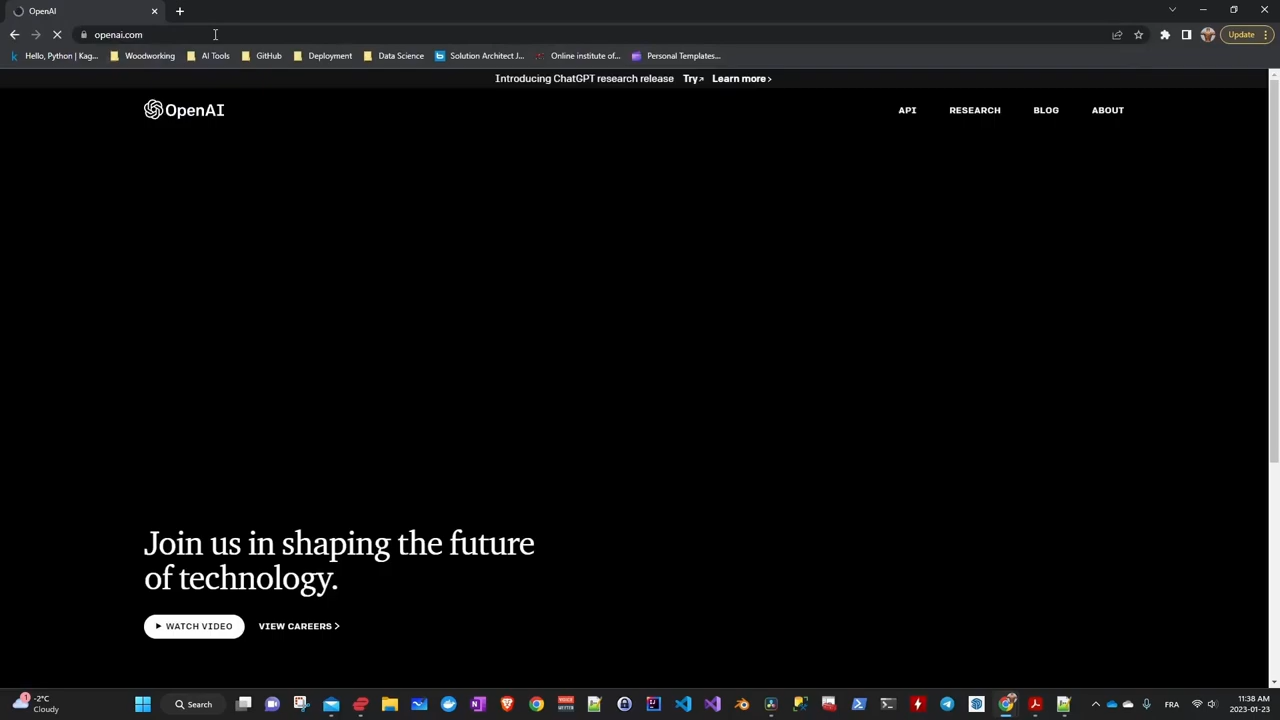 OpenAI
openai.com
Update
Hello, Python | Kag...
Woodworking
AI Tools
GitHub
Deployment
Data Science
Solution Architect J...
Online institute of...
Personal Templates...
Introducing ChatGPT research release Try↗ Learn more›
OpenAI
API RESEARCH BLOG ABOUT
Join us in shaping the future
of technology.
WATCH VIDEO VIEW CAREERS
1
-2°C
Cloudy
Search
FRA
11:38 AM
2023-01-23